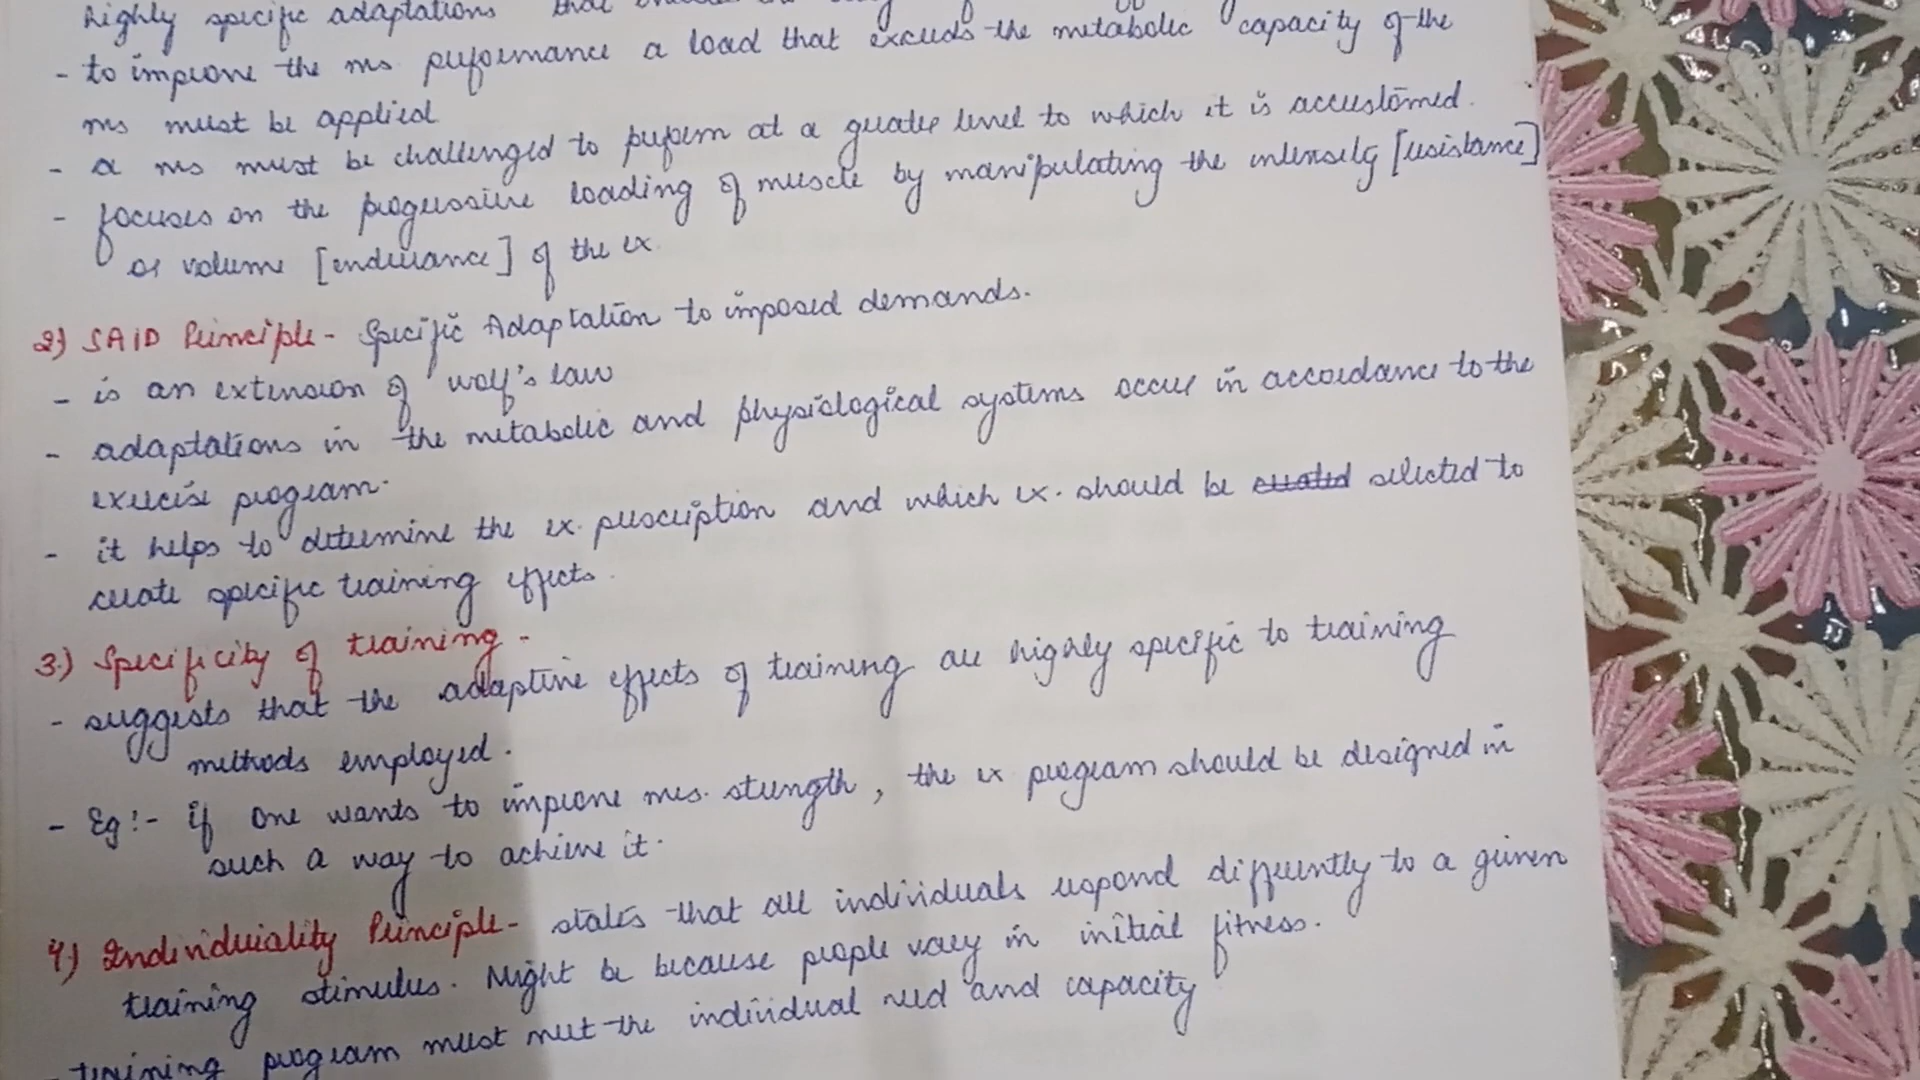 highly specific adaptations that
- to improve the ms performance a load that exceeds the metabolic capacity of the
ms must be applied
- a ms must be challenged to perform at a greater level to which it is accustomed.
- focuses on the progressive loading of muscle by manipulating the intensity [resistance]
or volume [endurance] of the ex
2) SAID Principle - Specific Adaptation to imposed demands.
- is an extension of wolf's law
- adaptations in the metabolic and physiological systems occur in accordance to the
exercise program.
- it helps to determine the ex. prescription and which ex. should be created selected to
create specific training effects.
3.) Specificity of training -
- suggests that the adaptive effects of training are highly specific to training
methods employed.
- Eg:- if one wants to improve mes. strength, the ex program should be designed in
such a way to achieve it.
4) Individuiality Principle - states that all individuals respond differently to a given
training stimulus. Might be because people vary in initial fitness.
- training program must meet the individual need and capacity